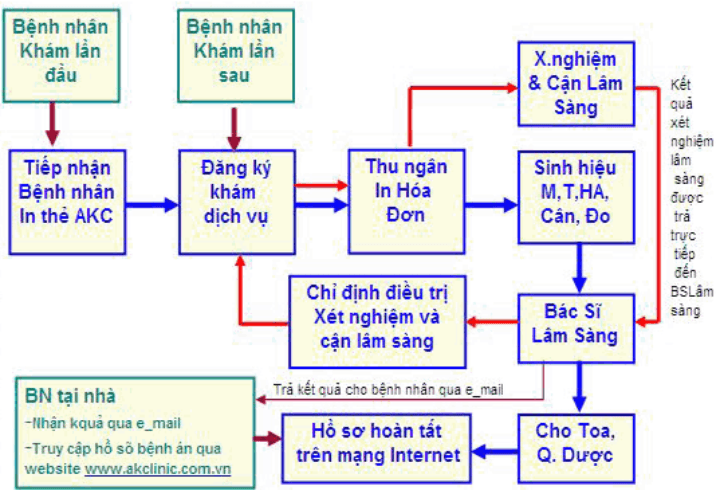 Bệnh nhân
Khám lần
đầu
Bệnh nhân
Khám lần
sau
X.nghiệm
& Cận Lâm
Sàng
Kết
quả
xét
nghiệm
lâm
sàng
được
trả
trực
tiếp
đến
BSLâm
sàng
Tiếp nhận
Bệnh nhân
In thẻ AKC
Đăng ký
khám
dịch vụ
Thu ngân
In Hóa
Đơn
Sinh hiệu
M,T,HA,
Cân, Đo
Chỉ định điều trị
Xét nghiệm và
cận lâm sàng
Bác Sĩ
Lâm Sàng
Trả kết quả cho bệnh nhân qua e_mail
BN tại nhà
-Nhận kquả qua e_mail
-Truy cập hồ sõ bệnh án qua
website www.akclinic.com.vn
Hồ sơ hoàn tất
trên mạng Internet
Cho Toa,
Q. Dược